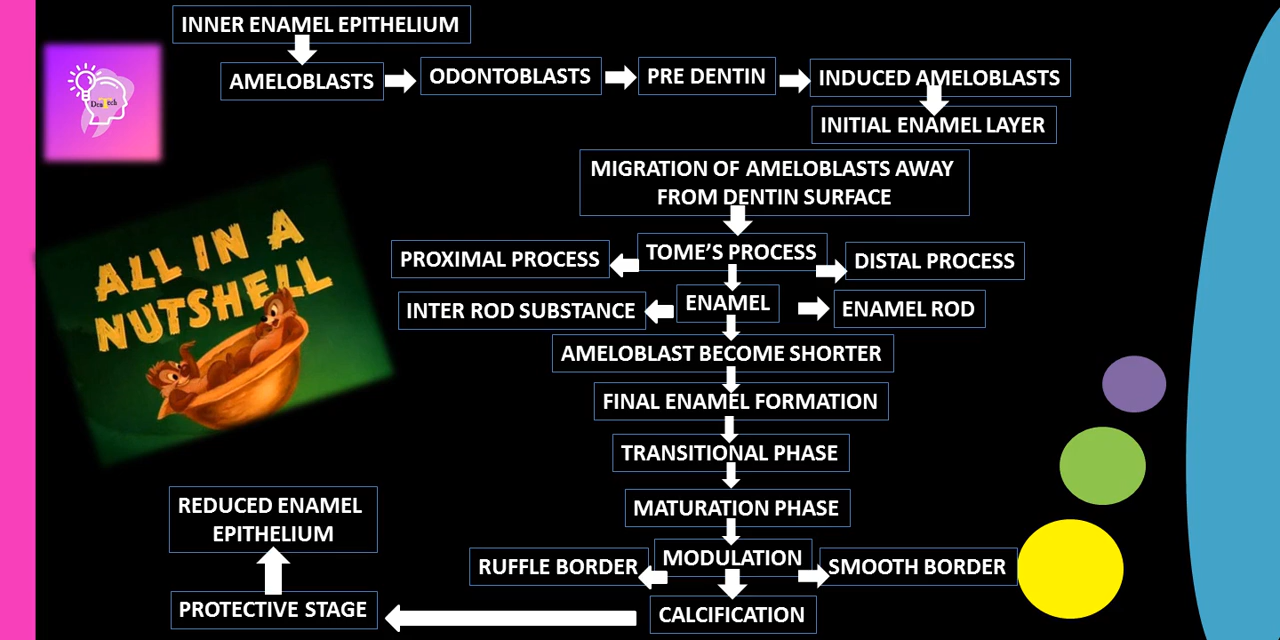 INNER ENAMEL EPITHELIUM
AMELOBLASTS
ODONTOBLASTS
PRE DENTIN
INDUCED AMELOBLASTS
INITIAL ENAMEL LAYER
MIGRATION OF AMELOBLASTS AWAY
FROM DENTIN SURFACE
TOME'S PROCESS
PROXIMAL PROCESS
DISTAL PROCESS
INTER ROD SUBSTANCE
ENAMEL
ENAMEL ROD
AMELOBLAST BECOME SHORTER
FINAL ENAMEL FORMATION
TRANSITIONAL PHASE
MATURATION PHASE
RUFFLE BORDER
MODULATION
SMOOTH BORDER
CALCIFICATION
PROTECTIVE STAGE
REDUCED ENAMEL
EPITHELIUM
ALL IN A
NUTSHELL